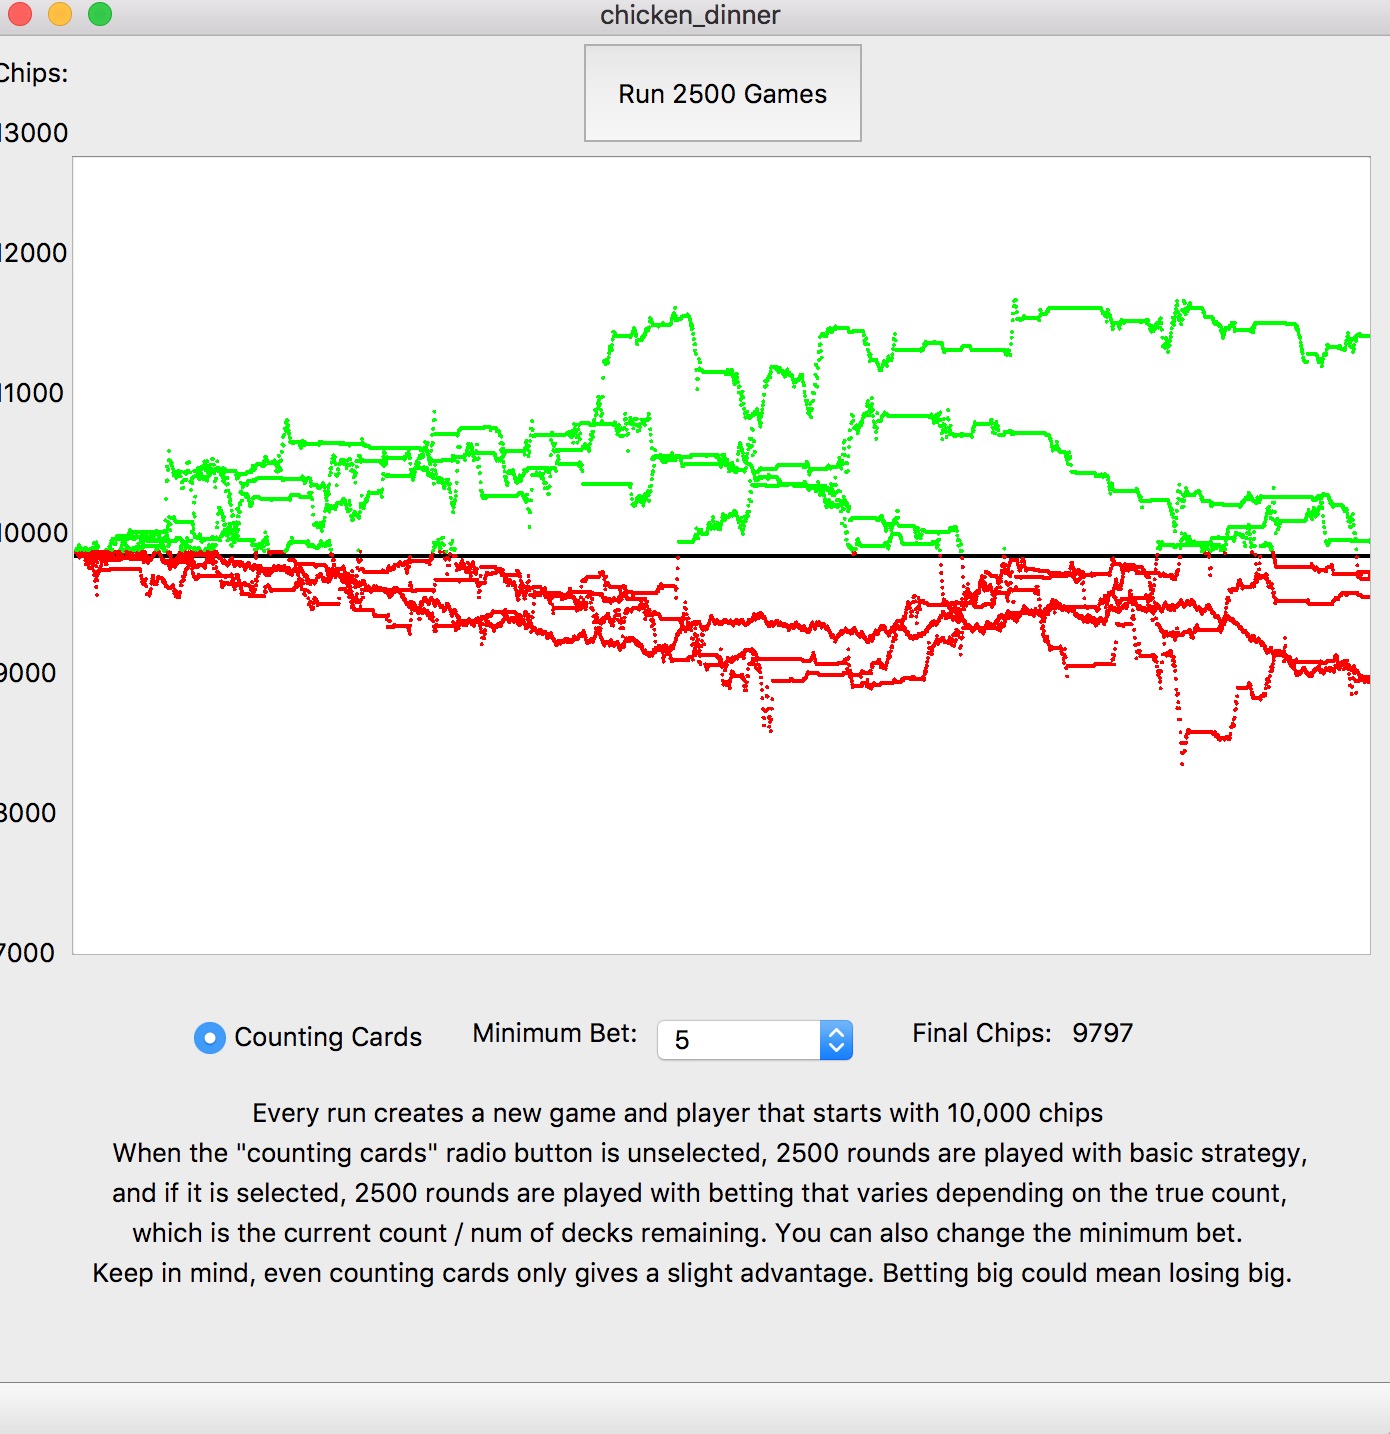 chicken_dinner
Chips:
Run 2500 Games
13000
12000
11000
10000
9000
8000
7000
Counting Cards
Minimum Bet:
5
Final Chips: 9797
Every run creates a new game and player that starts with 10,000 chips
When the "counting cards" radio button is unselected, 2500 rounds are played with basic strategy,
and if it is selected, 2500 rounds are played with betting that varies depending on the true count,
which is the current count / num of decks remaining. You can also change the minimum bet.
Keep in mind, even counting cards only gives a slight advantage. Betting big could mean losing big.